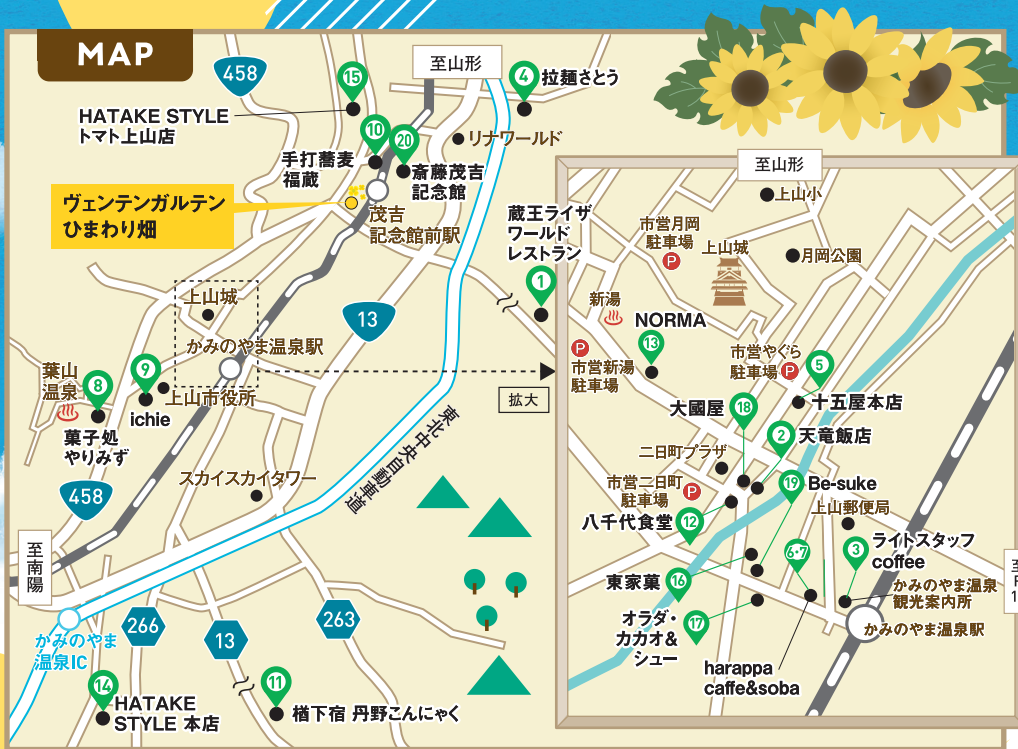 MAP
458
至山形
15
4
拉麺さとう
HATAKE STYLE
トマト上山店
10
20
リナワールド
手打蕎麦
福蔵
斎藤茂吉
記念館
ヴェンテンガルテン
ひまわり畑
茂吉
記念館前駅
蔵王ライザ
ワールド
レストラン
1
上山城
13
かみのやま温泉駅
葉山
温泉
8
9
上山市役所
ichie
菓子処
やりみず
拡大
458
スカイスカイタワー
東北中央自動車道
至南陽
かみのやま
温泉IC
266
13
263
14
HATAKE
STYLE 本店
11
楢下宿 丹野こんにゃく
至山形
上山小
市営月岡
駐車場
P
上山城
月岡公園
新湯
NORMA
13
P
市営新湯
駐車場
市営やぐら
駐車場
P
5
十五屋本店
大國屋
18
2
天竜飯店
二日町プラザ
19
Be-suke
市営二日町
駐車場
P
上山郵便局
八千代食堂
12
6・7
3
ライトスタッフ
coffee
東家菓
16
かみのやま温泉
観光案内所
オラダ・
カカオ&
シュー
17
かみのやま温泉駅
harappa
caffe&soba
至
1